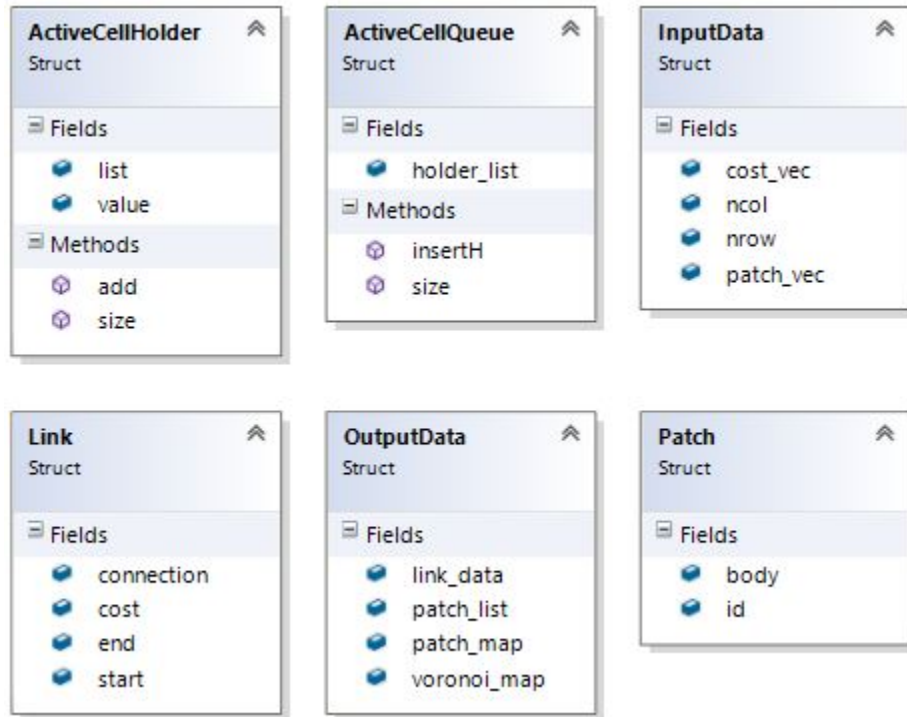 ActiveCellHolder
Struct
Fields
list
value
Methods
add
size
ActiveCellQueue
Struct
Fields
holder_list
Methods
insertH
size
InputData
Struct
Fields
cost_vec
ncol
nrow
patch_vec
Link
Struct
Fields
connection
cost
end
start
OutputData
Struct
Fields
link_data
patch_list
patch_map
voronoi_map
Patch
Struct
Fields
body
id